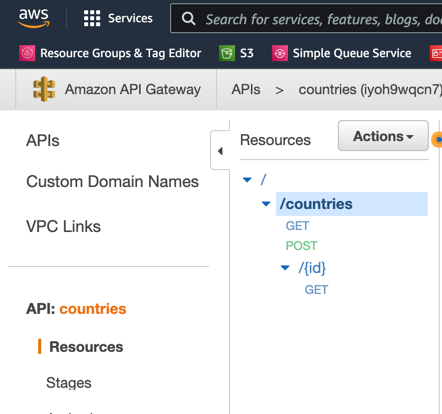 aws
Services
Search for services, features, blogs, do
Resource Groups & Tag Editor
S3
Simple Queue Service
Amazon API Gateway
APIs > countries (iyoh9wqcn7)
APIs
Custom Domain Names
VPC Links
API: countries
Resources
Stages
Resources
Actions
/
/countries
GET
POST
/{id}
GET